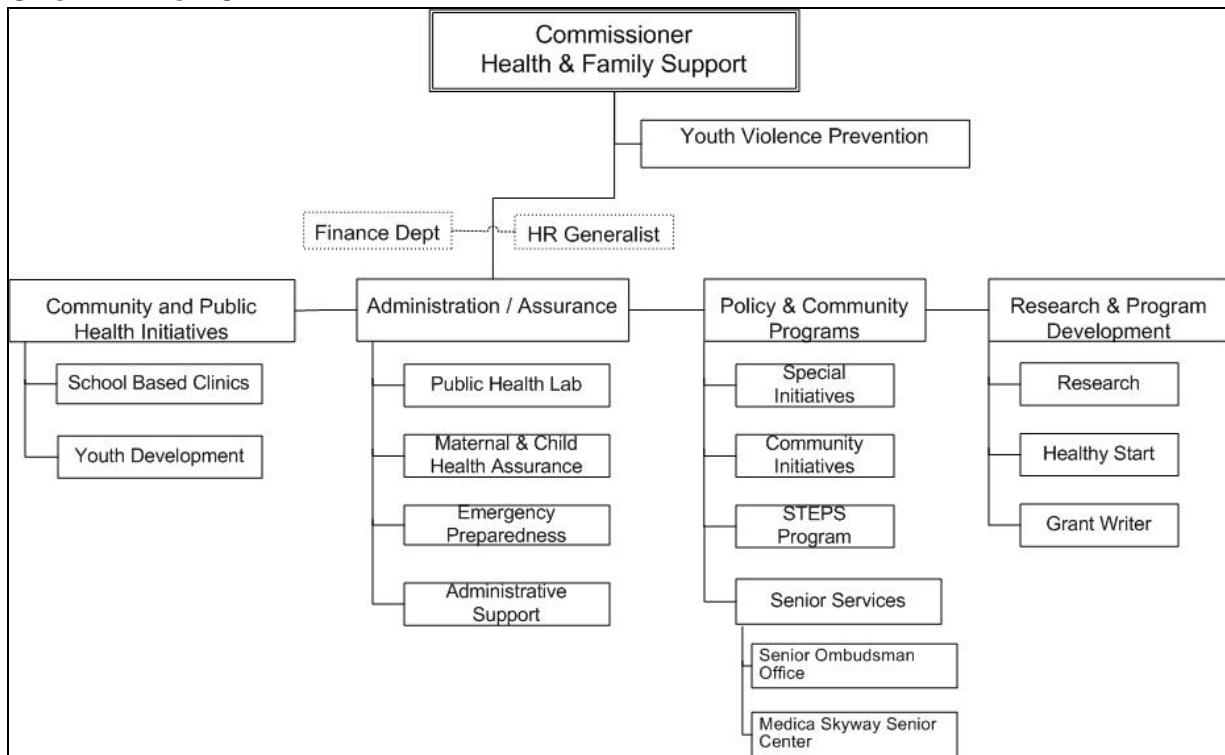 Commissioner
Health & Family Support
Youth Violence Prevention
Finance Dept
HR Generalist
Community and Public
Health Initiatives
Administration / Assurance
Policy & Community
Programs
Research & Program
Development
School Based Clinics
Youth Development
Public Health Lab
Maternal & Child
Health Assurance
Emergency
Preparedness
Administrative
Support
Special
Initiatives
Community
Initiatives
STEPS
Program
Senior Services
Senior Ombudsman
Office
Medica Skyway Senior
Center
Research
Healthy Start
Grant Writer